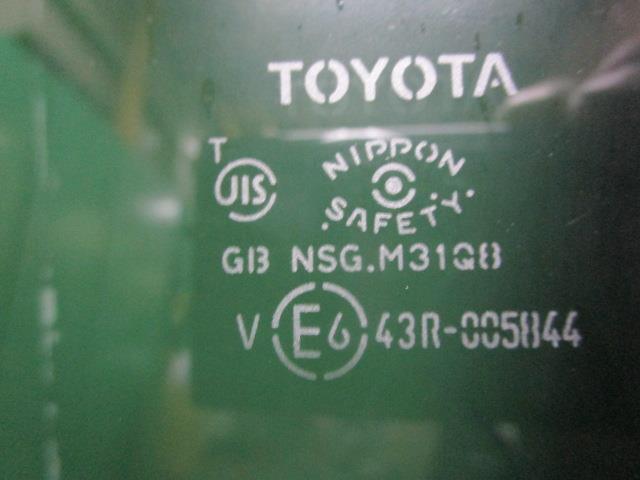 TOYOTA
T
JIS
NIPPON
·SAFETY·
GB NSG.M31Q8
V E6 43R-005844